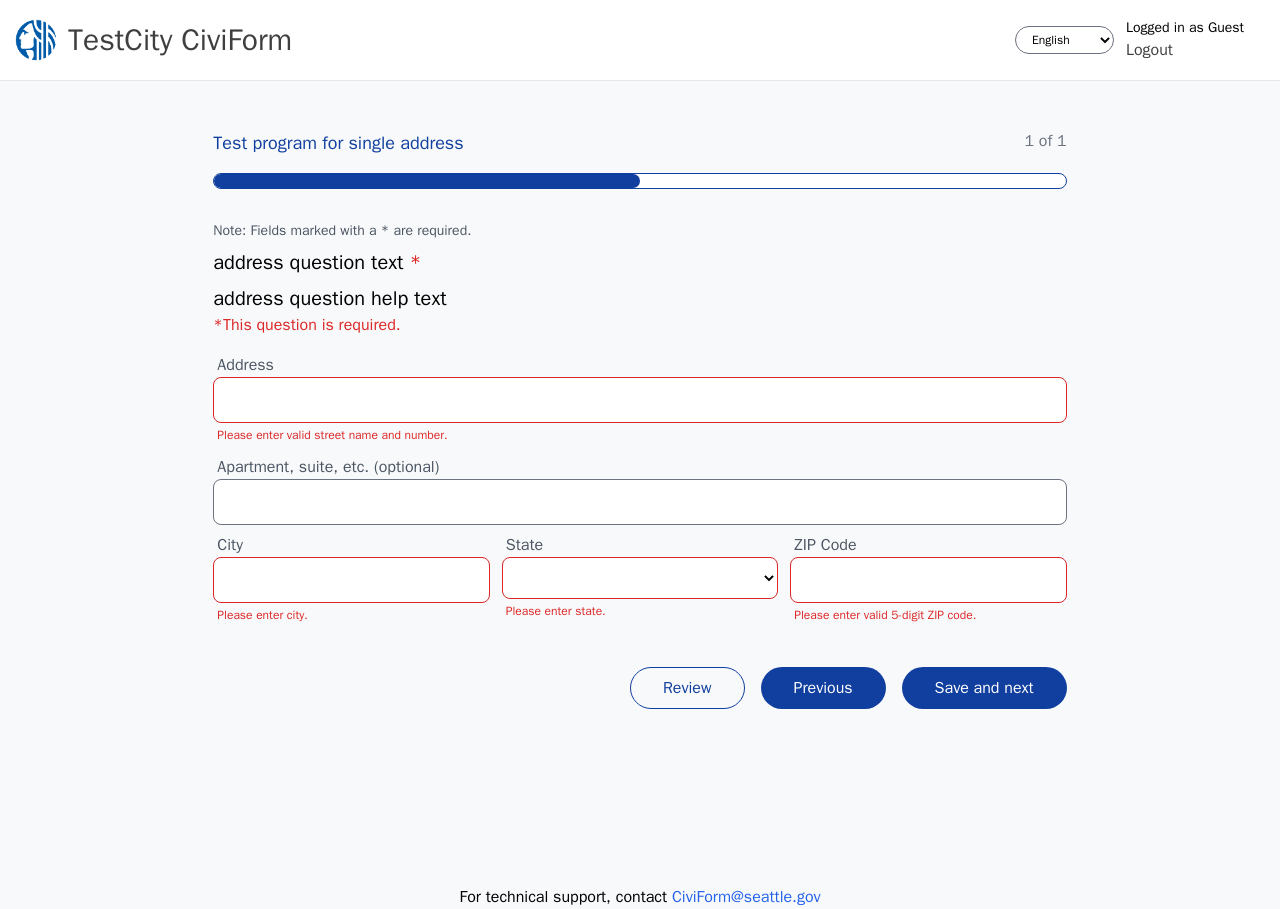 TestCity CiviForm
English
Logged in as Guest
Logout
Test program for single address
1 of 1
Note: Fields marked with a * are required.
address question text *
address question help text
*This question is required.
Address
Please enter valid street name and number.
Apartment, suite, etc. (optional)
City
State
ZIP Code
Please enter city.
Please enter state.
Please enter valid 5-digit ZIP code.
Review
Previous
Save and next
For technical support, contact CiviForm@seattle.gov